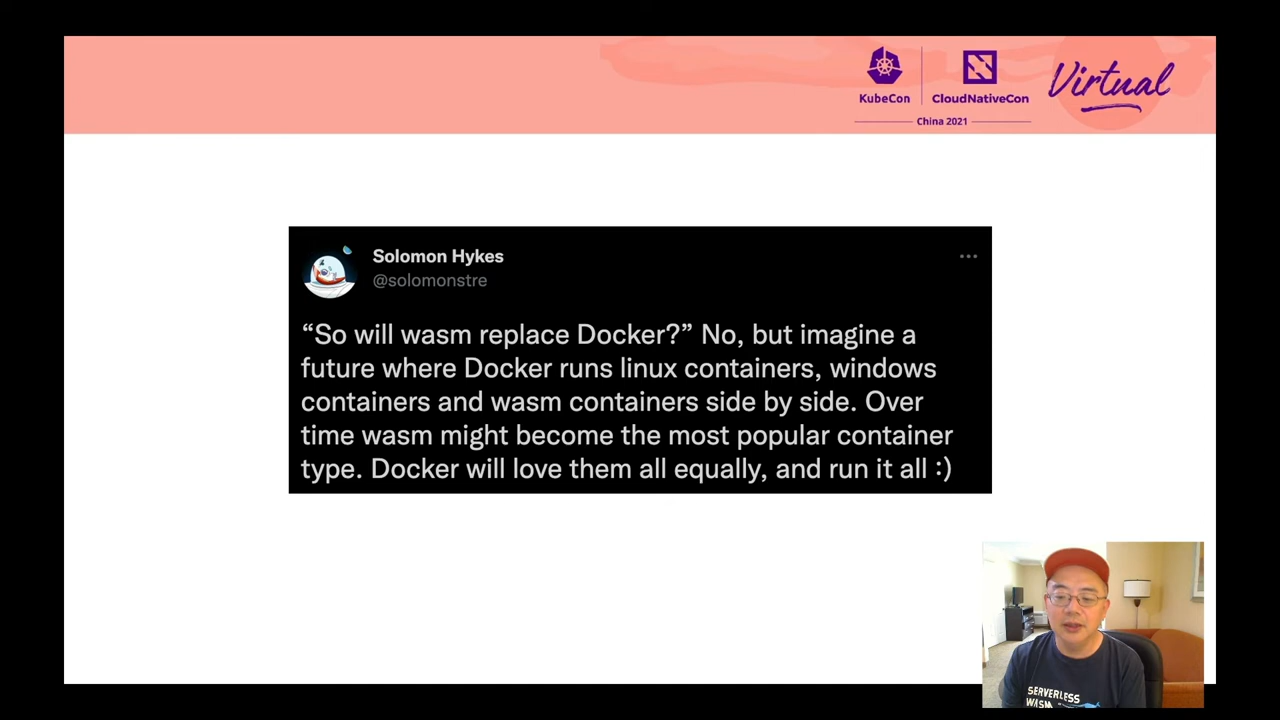 KubeCon
CloudNativeCon
Virtual
China 2021
Solomon Hykes
@solomonstre
“So will wasm replace Docker?” No, but imagine a
future where Docker runs linux containers, windows
containers and wasm containers side by side. Over
time wasm might become the most popular container
type. Docker will love them all equally, and run it all :)
SERVERLESS
WASM